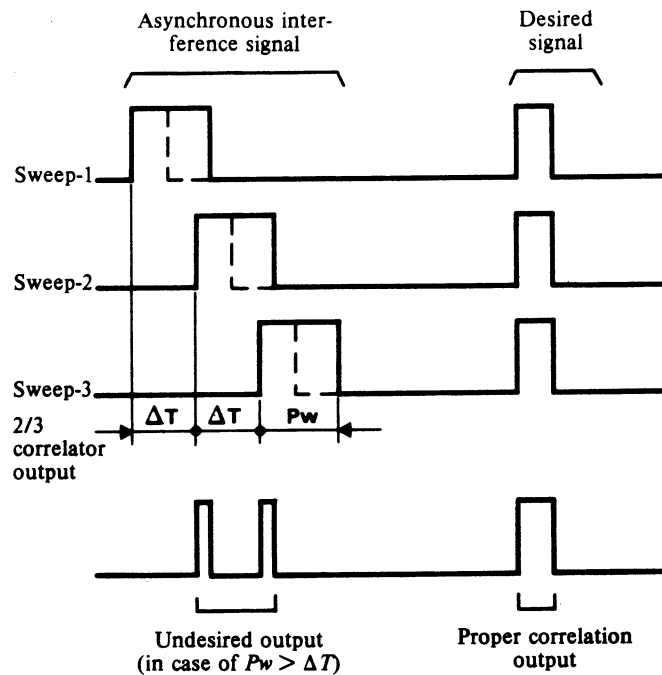 Asynchronous inter-
ference signal
Desired
signal
Sweep-1
Sweep-2
Sweep-3
ΔT
ΔT
Pw
2/3
correlator
output
Undesired output
(in case of Pw > ΔT)
Proper correlation
output